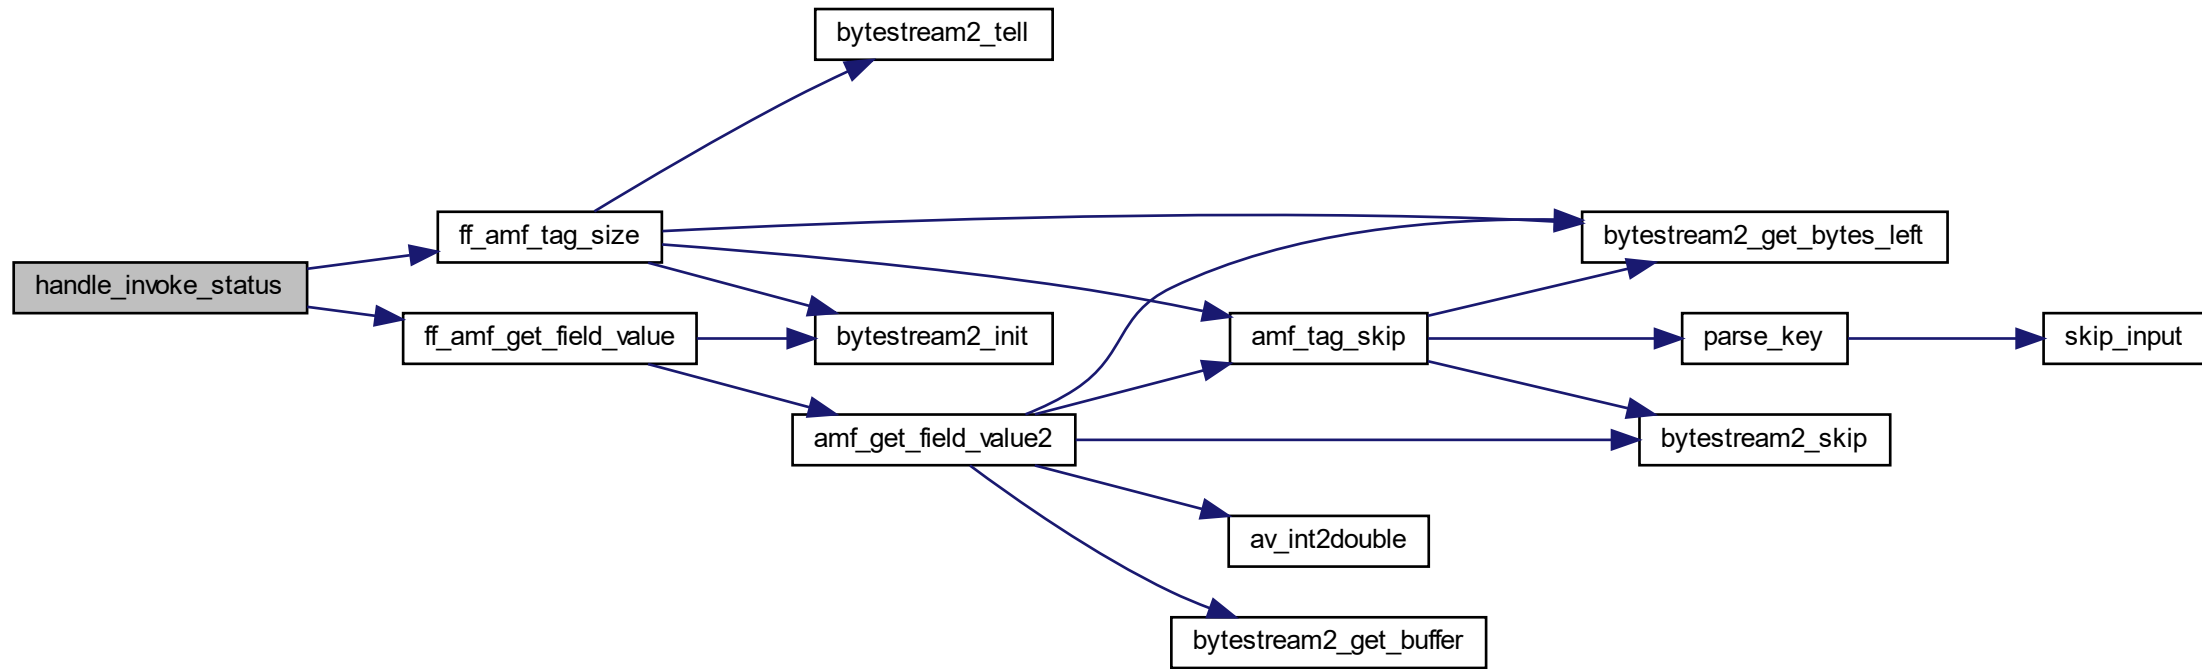 bytestream2_tell
ff_amf_tag_size
bytestream2_get_bytes_left
handle_invoke_status
ff_amf_get_field_value
bytestream2_init
amf_tag_skip
parse_key
skip_input
amf_get_field_value2
bytestream2_skip
av_int2double
bytestream2_get_buffer